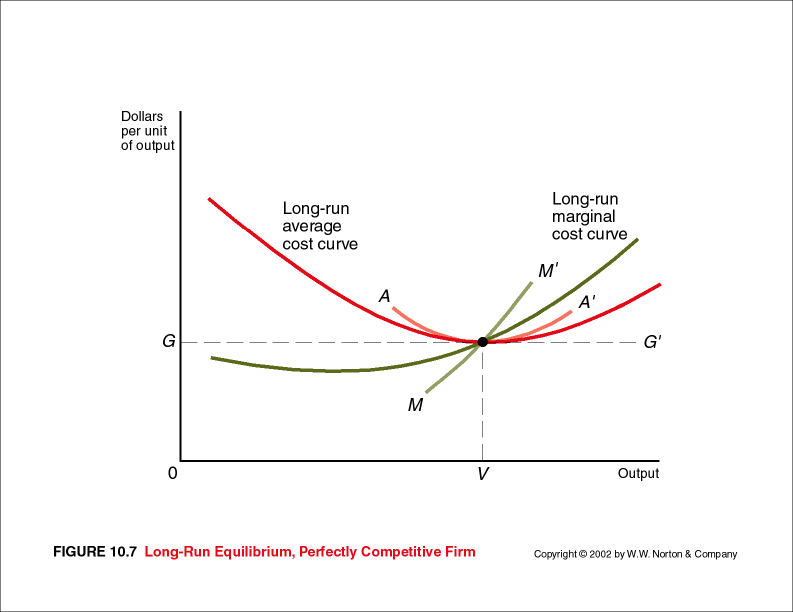 Dollars
per unit
of output
Long-run
average
cost curve
Long-run
marginal
cost curve
M'
A
A'
G
G'
M
0
V
Output
FIGURE 10.7 Long-Run Equilibrium, Perfectly Competitive Firm
Copyright © 2002 by W.W. Norton & Company